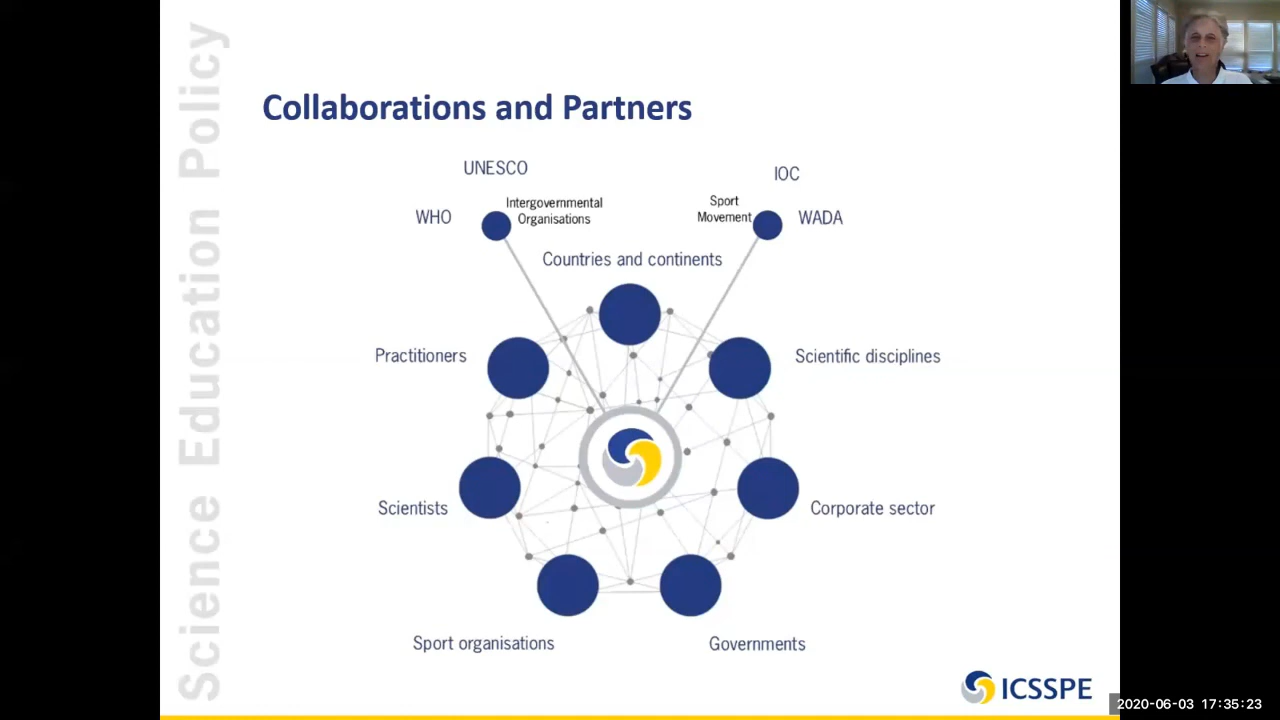 Science Education Policy
Collaborations and Partners
UNESCO
IOC
Intergovernmental
Organisations
Sport
Movement
WHO
WADA
Countries and continents
Practitioners
Scientific disciplines
Scientists
Corporate sector
Sport organisations
Governments
ICSSPE
2020-06-03 17:35:23